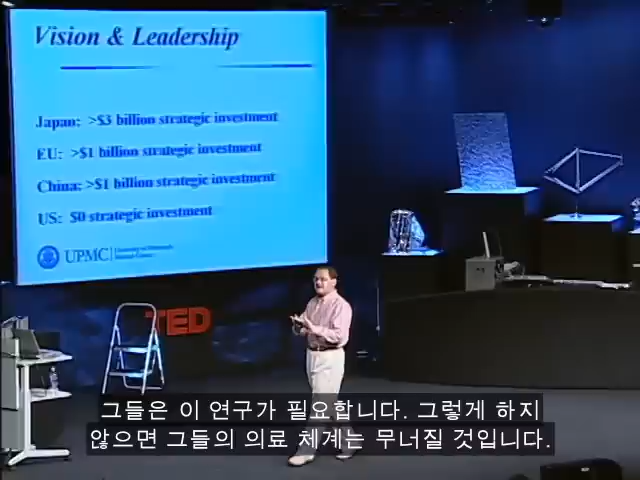 Vision & Leadership
Japan: >$3 billion strategic investment
EU: >$1 billion strategic investment
China: >$1 billion strategic investment
US: $0 strategic investment
UPMC
TED
그들은 이 연구가 필요합니다. 그렇게 하지
않으면 그들의 의료 체계는 무너질 것입니다.